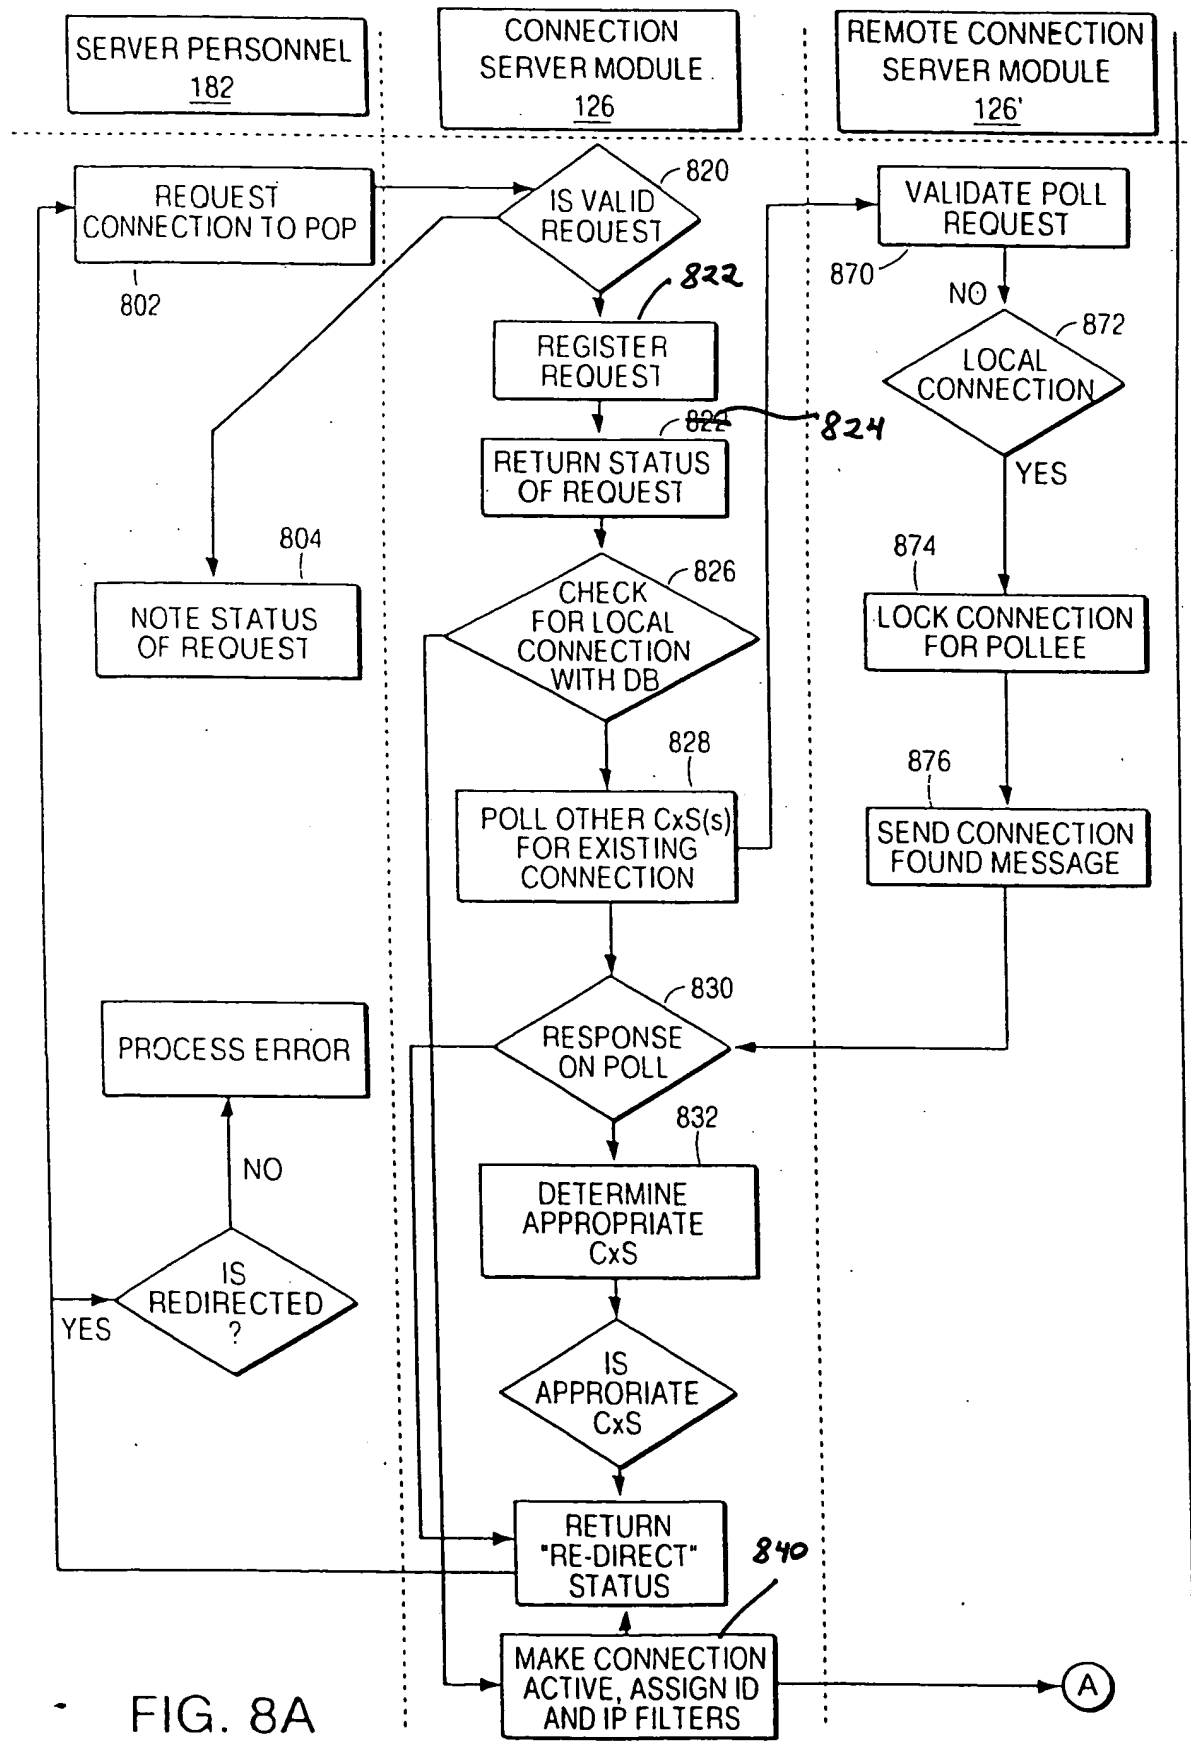 SERVER PERSONNEL
182
CONNECTION
SERVER MODULE
126
REMOTE CONNECTION
SERVER MODULE
126'
REQUEST
CONNECTION TO POP
802
IS VALID
REQUEST
820
822
REGISTER
REQUEST
822
824
RETURN STATUS
OF REQUEST
804
NOTE STATUS
OF REQUEST
826
CHECK
FOR LOCAL
CONNECTION
WITH DB
828
POLL OTHER CxS(s)
FOR EXISTING
CONNECTION
830
RESPONSE
ON POLL
832
DETERMINE
APPROPRIATE
CxS
IS
APPRORIATE
CxS
RETURN
"RE-DIRECT"
STATUS
840
MAKE CONNECTION
ACTIVE, ASSIGN ID
AND IP FILTERS
A
VALIDATE POLL
REQUEST
870
NO
872
LOCAL
CONNECTION
YES
874
LOCK CONNECTION
FOR POLLEE
876
SEND CONNECTION
FOUND MESSAGE
PROCESS ERROR
NO
IS
REDIRECTED
?
YES
FIG. 8A